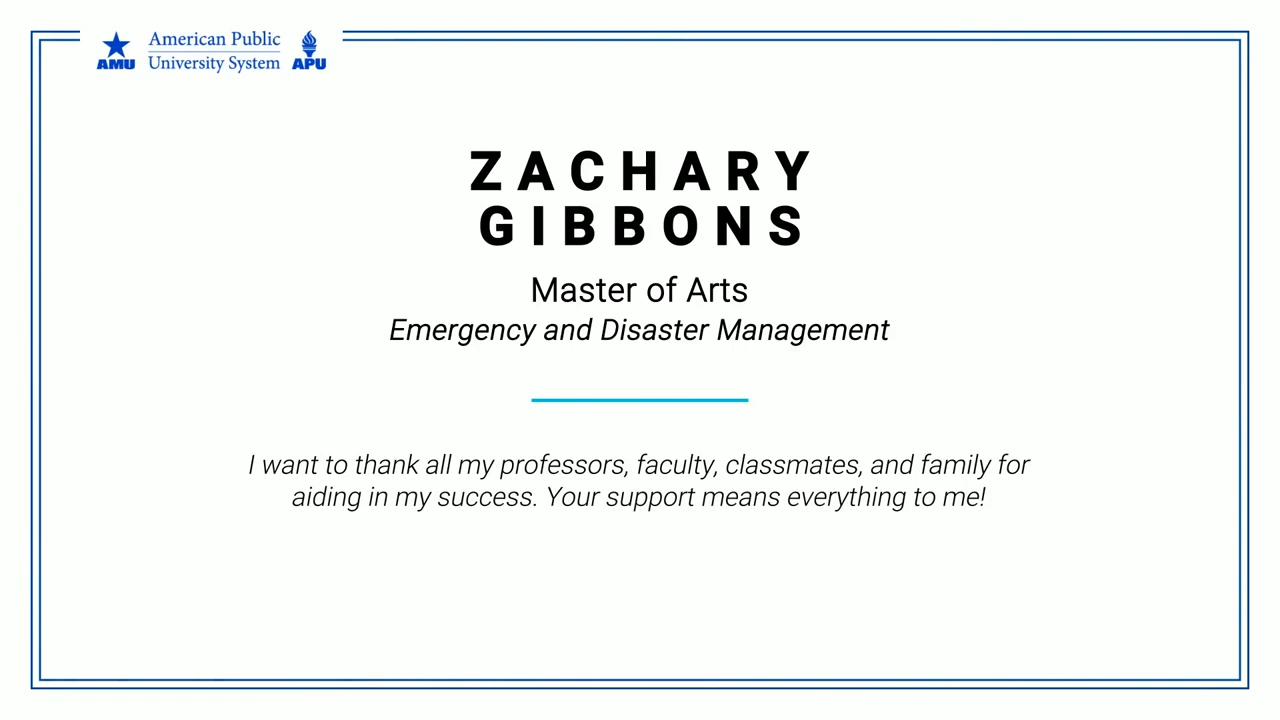 American Public
AMU University System APU
ZACHARY
GIBBONS
Master of Arts
Emergency and Disaster Management
I want to thank all my professors, faculty, classmates, and family for
aiding in my success. Your support means everything to me!